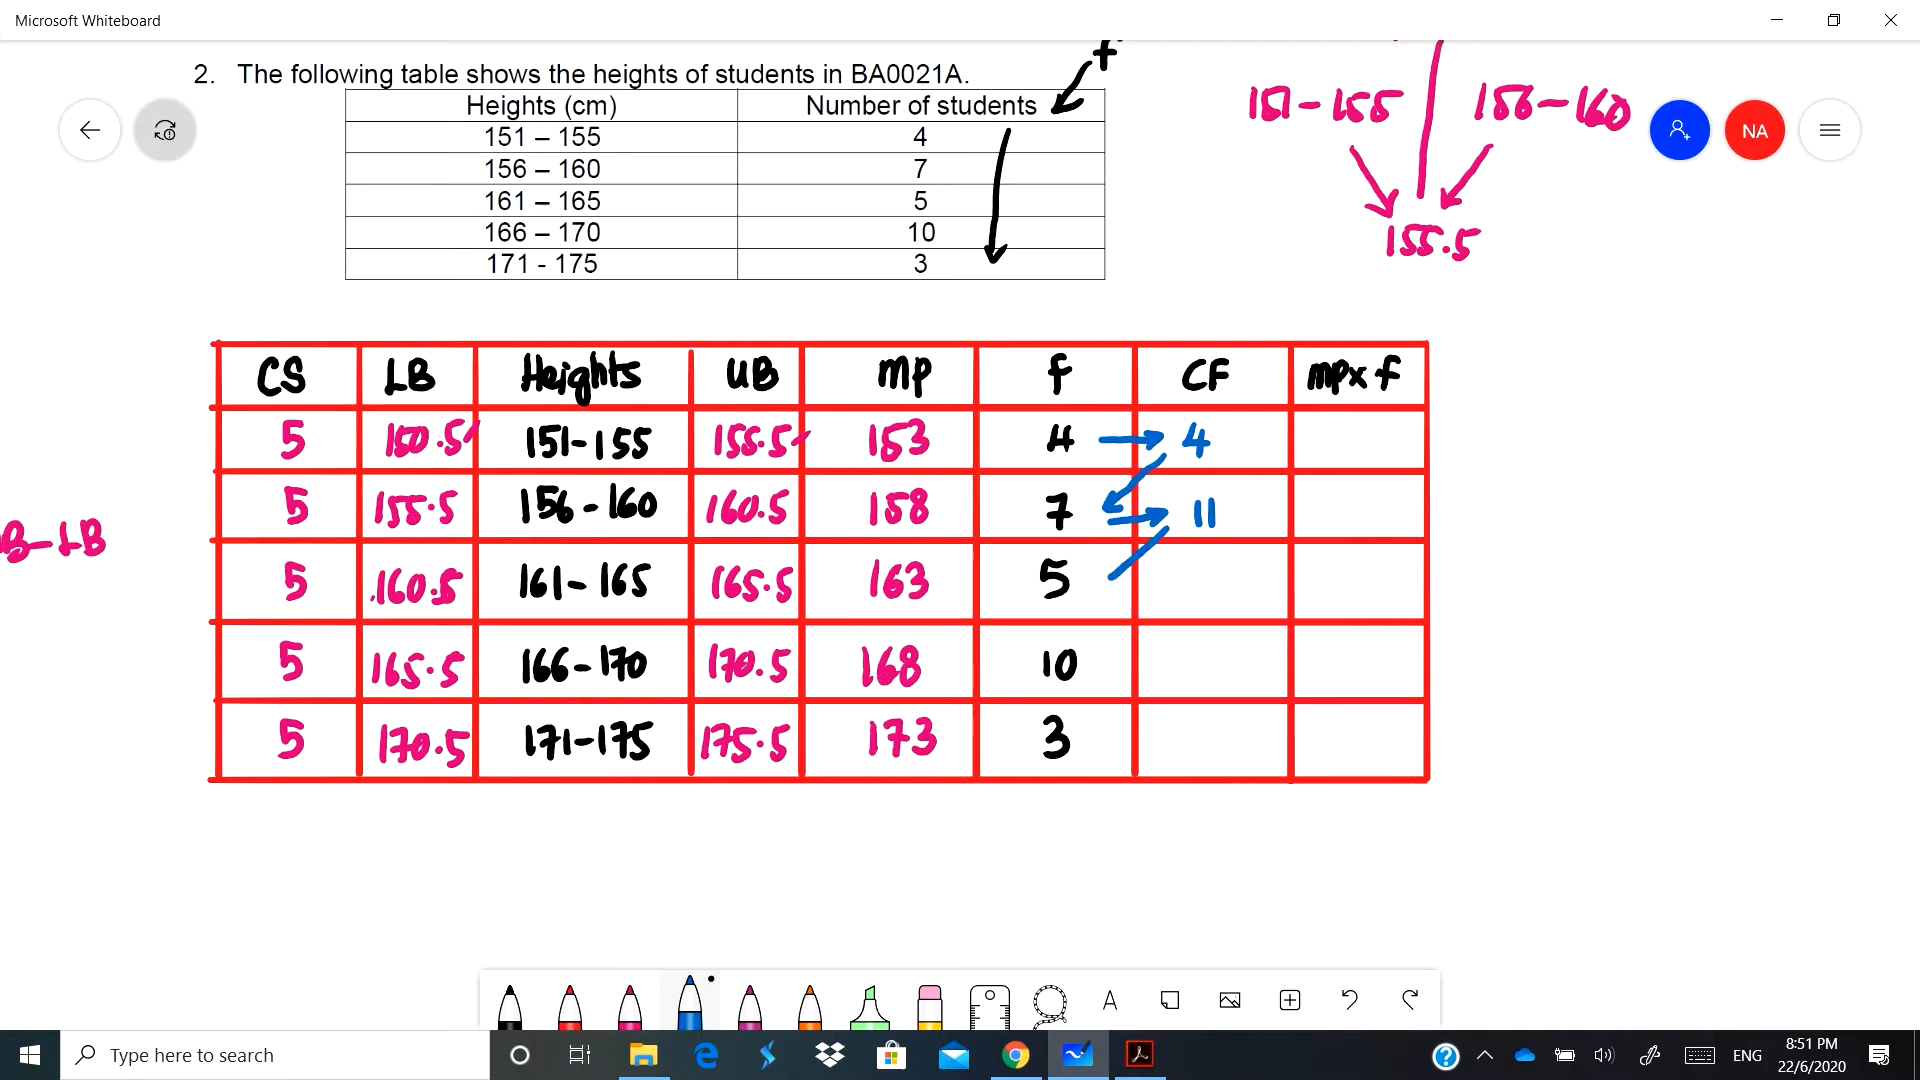 Microsoft Whiteboard
2. The following table shows the heights of students in BA0021A.
Heights (cm) Number of students
151 – 155 4
156 – 160 7
161 – 165 5
166 – 170 10
171 - 175 3
+
151-155 156-160
155.5
NA
CS LB Heights UB MP f CF mpx f
5 150.5 151-155 155.5 153 4 4
5 155.5 156-160 160.5 158 7 11
B-LB
5 160.5 161-165 165.5 163 5
5 165.5 166-170 170.5 168 10
5 170.5 171-175 175.5 173 3
A
Type here to search
ENG
8:51 PM
22/6/2020